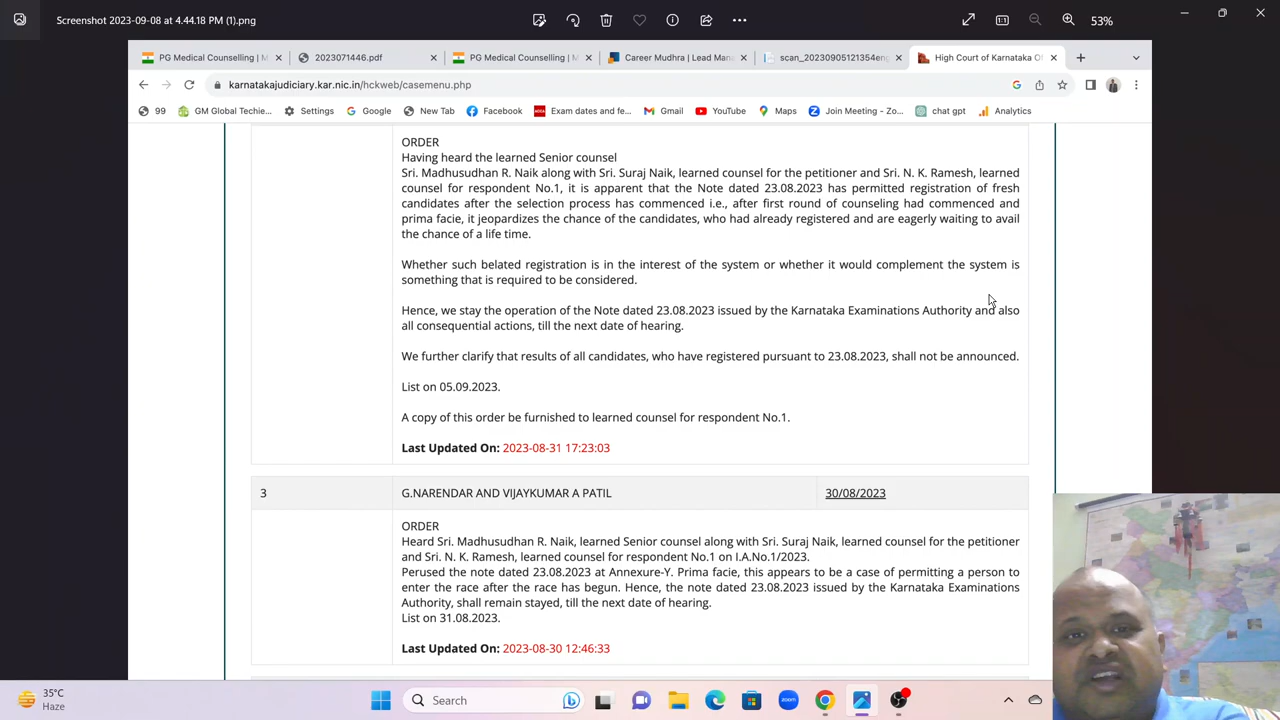 Screenshot 2023-09-08 at 4.44.18 PM (1).png
53%
PG Medical Counselling | M
2023071446.pdf
PG Medical Counselling | M
Career Mudhra | Lead Mana
scan_20230905121354en
High Court of Karnataka Of
karnatakajudiciary.kar.nic.in/hckweb/casemenu.php
99
GM Global Techie...
Settings
Google
New Tab
Facebook
Exam dates and fe...
Gmail
YouTube
Maps
Join Meeting - Zo...
chat gpt
Analytics
ORDER
Having heard the learned Senior counsel
Sri. Madhusudhan R. Naik along with Sri. Suraj Naik, learned counsel for the petitioner and Sri. N. K. Ramesh, learned
counsel for respondent No.1, it is apparent that the Note dated 23.08.2023 has permitted registration of fresh
candidates after the selection process has commenced i.e., after first round of counseling had commenced and
prima facie, it jeopardizes the chance of the candidates, who had already registered and are eagerly waiting to avail
the chance of a life time.
Whether such belated registration is in the interest of the system or whether it would complement the system is
something that is required to be considered.
Hence, we stay the operation of the Note dated 23.08.2023 issued by the Karnataka Examinations Authority and also
all consequential actions, till the next date of hearing.
We further clarify that results of all candidates, who have registered pursuant to 23.08.2023, shall not be announced.
List on 05.09.2023.
A copy of this order be furnished to learned counsel for respondent No.1.
Last Updated On: 2023-08-31 17:23:03
3
G.NARENDAR AND VIJAYKUMAR A PATIL
30/08/2023
ORDER
Heard Sri. Madhusudhan R. Naik, learned Senior counsel along with Sri. Suraj Naik, learned counsel for the petitioner
and Sri. N. K. Ramesh, learned counsel for respondent No.1 on I.A.No.1/2023.
Perused the note dated 23.08.2023 at Annexure-Y. Prima facie, this appears to be a case of permitting a person to
enter the race after the race has begun. Hence, the note dated 23.08.2023 issued by the Karnataka Examinations
Authority, shall remain stayed, till the next date of hearing.
List on 31.08.2023.
Last Updated On: 2023-08-30 12:46:33
35°C
Haze
Search
zoom